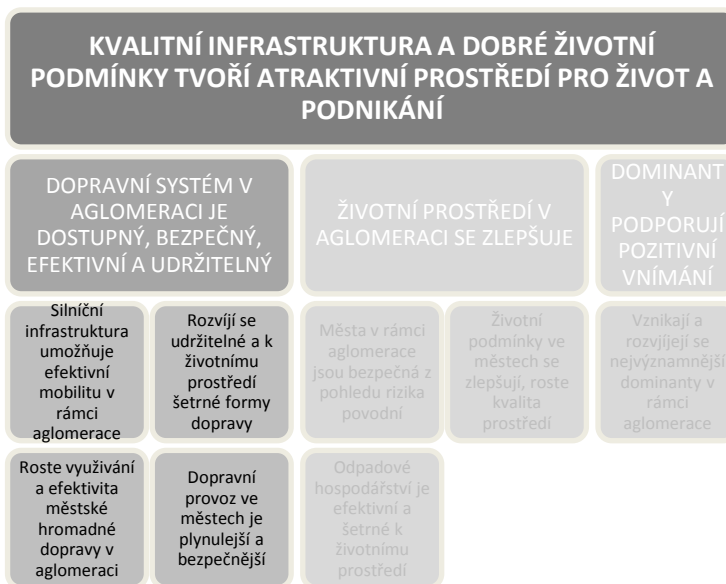 KVALITNÍ INFRASTRUKTURA A DOBRÉ ŽIVOTNÍ
PODMÍNKY TVOŘÍ ATRAKTIVNÍ PROSTŘEDÍ PRO ŽIVOT A
PODNIKÁNÍ
DOPRAVNÍ SYSTÉM V
AGLOMERACI JE
DOSTUPNÝ, BEZPEČNÝ,
EFEKTIVNÍ A UDRŽITELNÝ
ŽIVOTNÍ PROSTŘEDÍ V
AGLOMERACI SE ZLEPŠUJE
DOMINANT
Y
PODPORUJÍ
POZITIVNÍ
VNÍMÁNÍ
Silníční
infrastruktura
umožňuje
efektivní
mobilitu v
rámci
aglomerace
Rozvíjí se
udržitelné a k
životnímu
prostředí
šetrné formy
dopravy
Města v rámci
aglomerace
jsou bezpečná z
pohledu rizika
povodní
Životní
podmínky ve
městech se
zlepšují, roste
kvalita
prostředí
Vznikají a
rozvjíjejí se
nejvýznamnější
dominanty v
rámci
aglomerace
Roste využivání
a efektivita
městské
hromadné
dopravy v
aglomeraci
Dopravní
provoz ve
městech je
plynulejší a
bezpečnější
Odpadové
hospodářství je
efektivní a
šetrné k
životnímu
prostředí